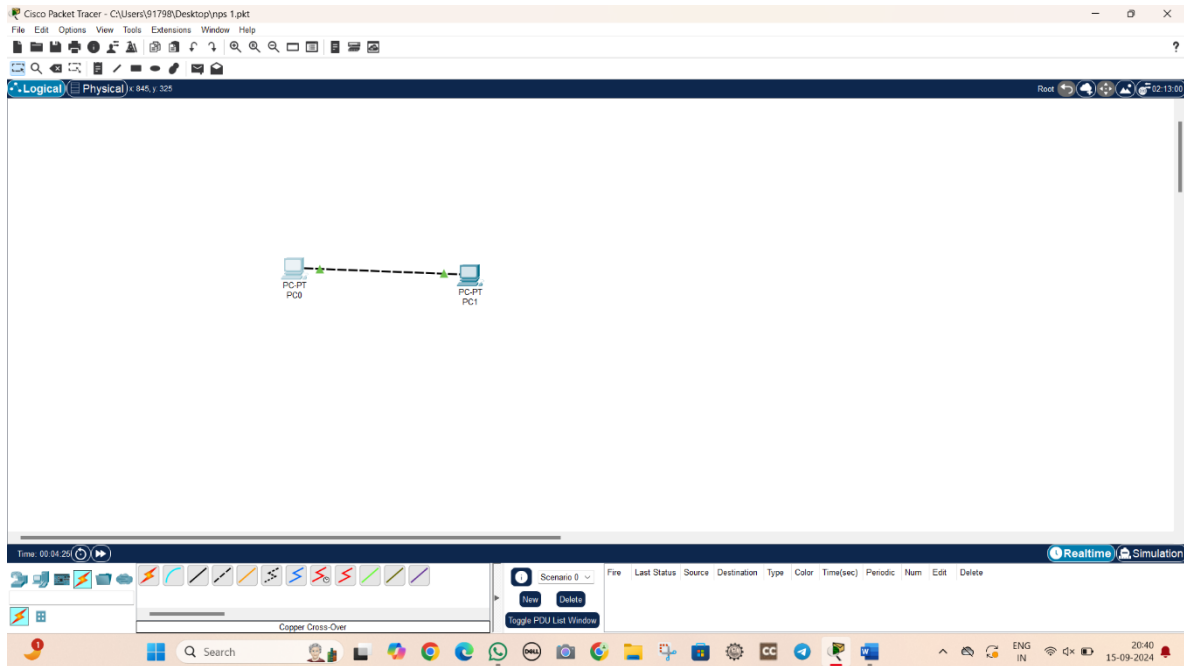 Cisco Packet Tracer - C:\Users\91798\Desktop\nps 1.pkt
File Edit Options View Tools Extensions Window Help
?
Logical Physical x: 845, y: 325 Root 02:13:00
PC-PT
PC0
PC-PT
PC1
Time: 00:04:25 Realtime Simulation
Scenario 0 Fire Last Status Source Destination Type Color Time(sec) Periodic Num Edit Delete
New Delete
Toggle PDU List Window
Copper Cross-Over
1 Search DELL CC ENG 20:40
IN 15-09-2024